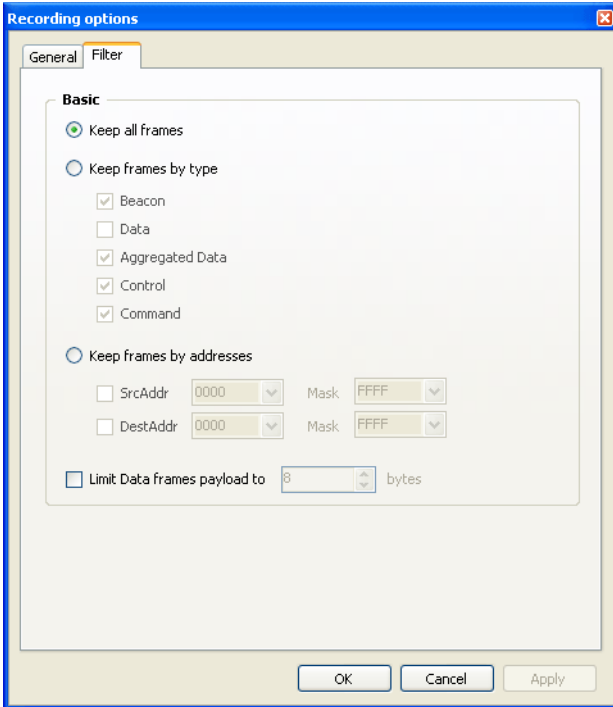 Recording options
General Filter
Basic
Keep all frames
Keep frames by type
Beacon
Data
Aggregated Data
Control
Command
Keep frames by addresses
SrcAddr 0000 Mask FFFF
DestAddr 0000 Mask FFFF
Limit Data frames payload to 8 bytes
OK Cancel Apply